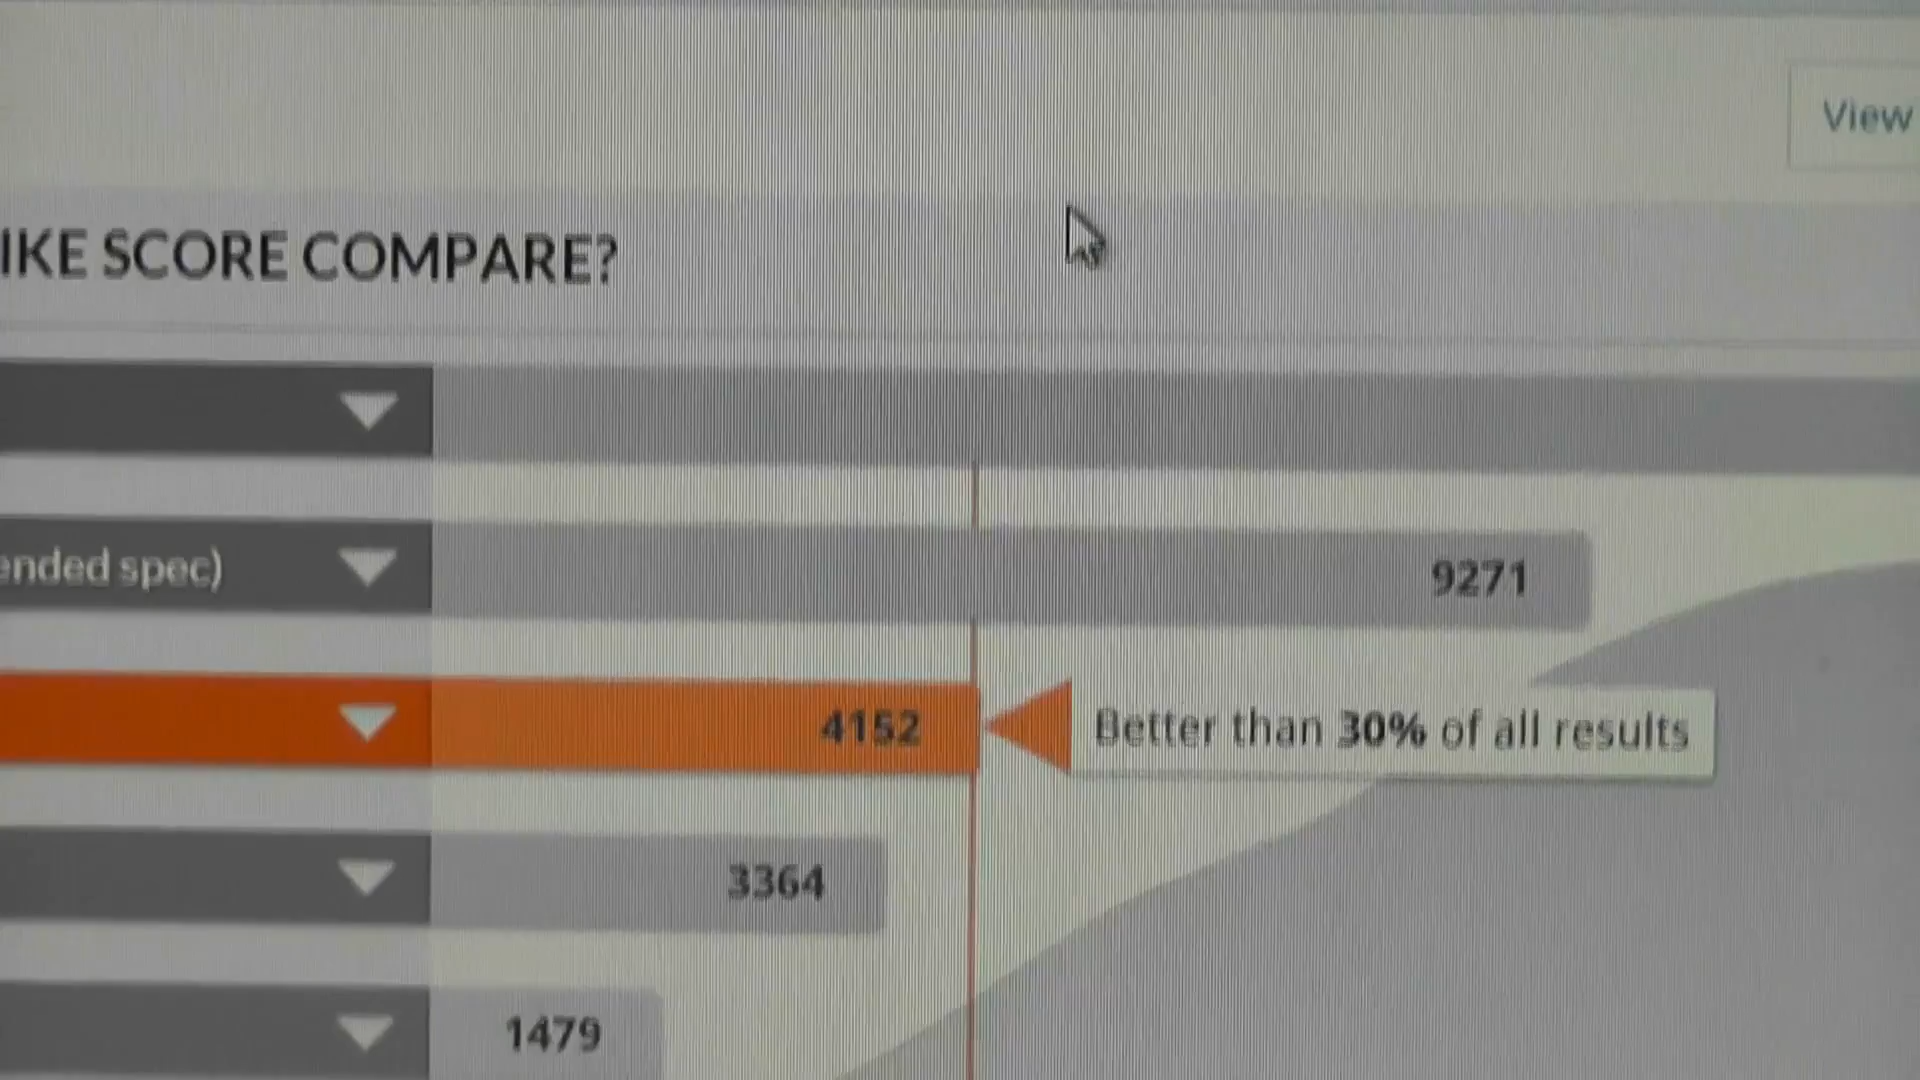 View
IKE SCORE COMPARE?
ended spec)
9271
4152
Better than 30% of all results
3364
1479